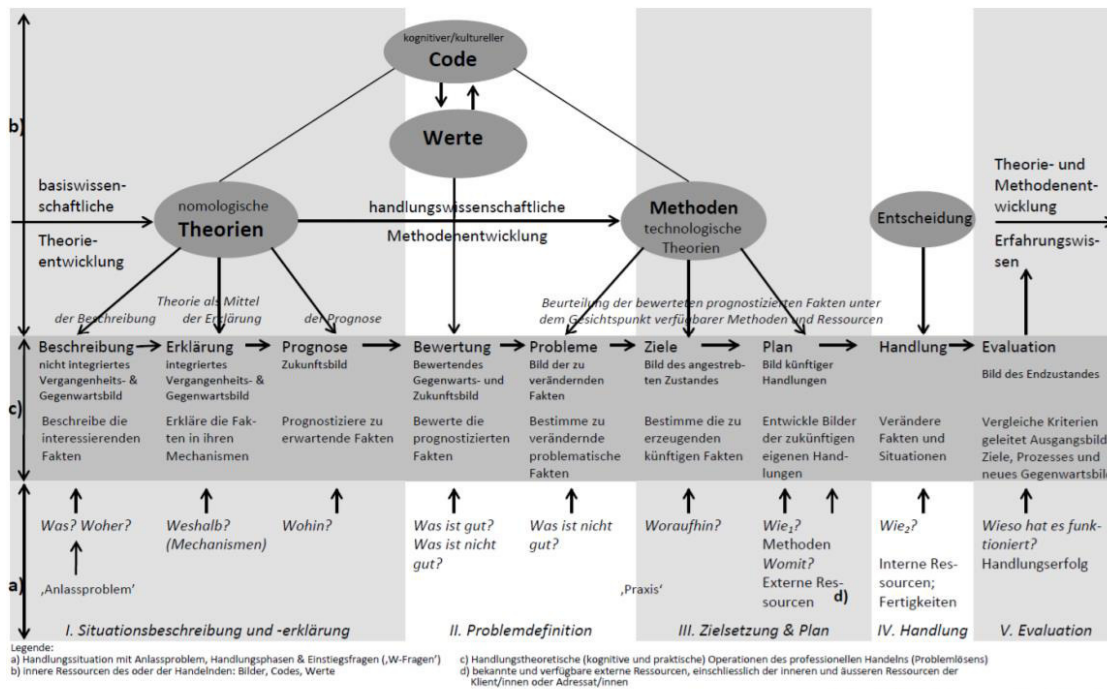 kognitiver/kultureller
Code
Werte
b)
basiswissen-
schaftliche
Theorie-
entwicklung
nomologische
Theorien
handlungswissenschaftliche
Methodenentwicklung
Methoden
technologische
Theorien
Entscheidung
Theorie- und
Methodenent-
wicklung
Erfahrungswis-
sen
Theorie als Mittel
der Beschreibung
der Erklärung
der Prognose
Beurteilung der bewerteten prognostizierten Fakten unter
dem Gesichtspunkt verfügbarer Methoden und Ressourcen
c)
Beschreibung
nicht integriertes
Vergangenheits- &
Gegenwartsbild
Beschreibe die
interessierenden
Fakten
Erklärung
integriertes
Vergangenheits- &
Gegenwartsbild
Erkläre die Fak-
ten in ihren
Mechanismen
Prognose
Zukunftsbild
Prognostiziere zu
erwartende Fakten
Bewertung
Bewertendes
Gegenwarts- und
Zukunftsbild
Bewerte die
prognostizierten
Fakten
Probleme
Bild der zu
verändernden
Fakten
Bestimme zu
verändernde
problematische
Fakten
Ziele
Bild des angestreb-
ten Zustandes
Bestimme die zu
erzeugenden
künftigen Fakten
Plan
Bild künftiger
Handlungen
Entwickle Bilder
der zukünftigen
eigenen Hand-
lungen
Handlung
Verändere
Fakten und
Situationen
Evaluation
Bild des Endzustandes
Vergleiche Kriterien
geleitet Ausgangsbild
Ziele, Prozesses und
neues Gegenwartsbild
a)
Was? Woher?
‚Anlassproblem'
Weshalb?
(Mechanismen)
Wohin?
Was ist gut?
Was ist nicht
gut?
Was ist nicht
gut?
Woraufhin?
‚Praxis'
Wie1?
Methoden
Womit?
Externe Res-
sourcen
d)
Wie2?
Interne Res-
sourcen;
Fertigkeiten
Wieso hat es funk-
tioniert?
Handlungserfolg
I. Situationsbeschreibung und -erklärung
II. Problemdefinition
III. Zielsetzung & Plan
IV. Handlung
V. Evaluation
Legende:
a) Handlungssituation mit Anlassproblem, Handlungsphasen & Einstiegsfragen (‚W-Fragen')
b) innere Ressourcen des oder der Handelnden: Bilder, Codes, Werte
c) Handlungstheoretische (kognitive und praktische) Operationen des professionellen Handelns (Problemlösens)
d) bekannte und verfügbare externe Ressourcen, einschliesslich der inneren und äusseren Ressourcen der
Klient/innen oder Adressat/innen